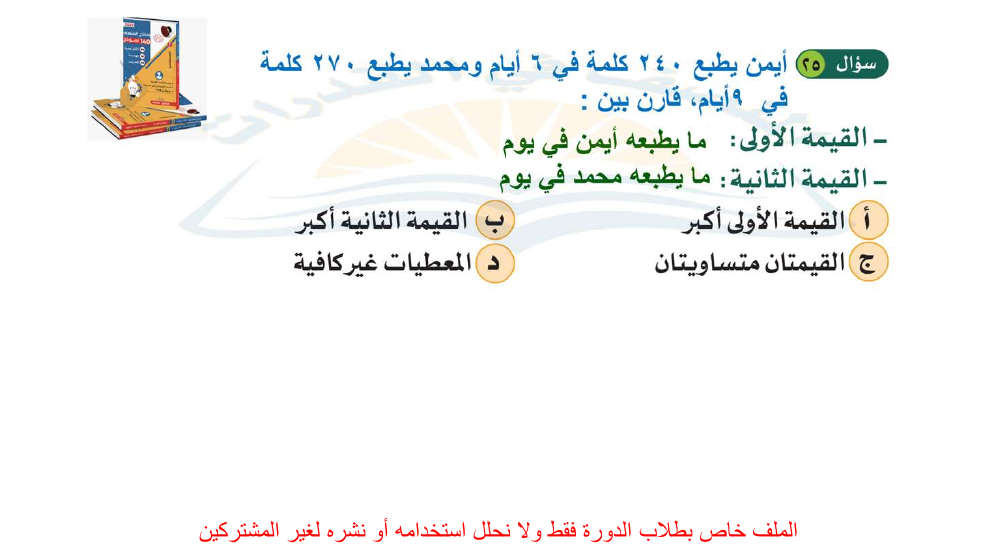 سؤال ٢٥ أيمن يطبع ٢٤٠ كلمة في ٦ أيام ومحمد يطبع ٢٧٠ كلمة
في ٩أيام، قارن بين :
– القيمة الأولى: ما يطبعه أيمن في يوم
– القيمة الثانية: ما يطبعه محمد في يوم
أ القيمة الأولى أكبر
ب القيمة الثانية أكبر
ج القيمتان متساويتان
د المعطيات غير كافية
الملف خاص بطلاب الدورة فقط ولا نحلل استخدامه أو نشره لغير المشتركين